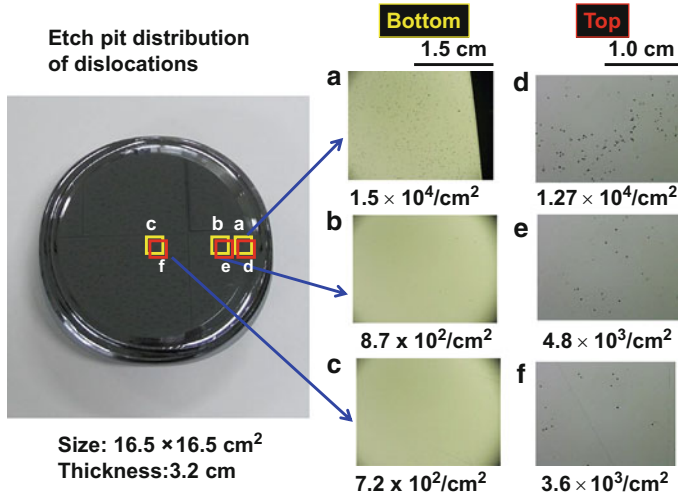 Etch pit distribution
of dislocations
Bottom
1.5 cm
Top
1.0 cm
a
1.5 × 10⁴/cm²
d
1.27 × 10⁴/cm²
b
8.7 x 10²/cm²
e
4.8 × 10³/cm²
c
7.2 × 10²/cm²
f
3.6 × 10³/cm²
c b a
f e d
Size: 16.5 ×16.5 cm²
Thickness:3.2 cm